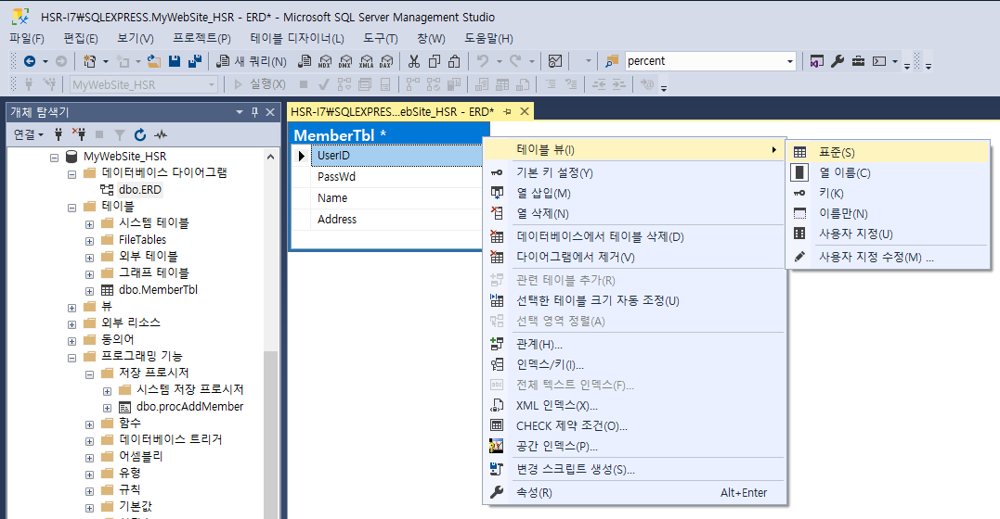 HSR-I7₩SQLEXPRESS.MyWebSite_HSR - ERD* - Microsoft SQL Server Management Studio
파일(F) 편집(E) 보기(V) 프로젝트(P) 테이블 디자이너(L) 도구(T) 창(W) 도움말(H)
새 쿼리(N) MDX DMX XMLA DAX percent
MyWebSite_HSR 실행(X)
개체 탐색기
연결
MyWebSite_HSR
데이터베이스 다이어그램
dbo.ERD
테이블
시스템 테이블
FileTables
외부 테이블
그래프 테이블
dbo.MemberTbl
뷰
외부 리소스
동의어
프로그래밍 기능
저장 프로시저
시스템 저장 프로시저
dbo.procAddMember
함수
데이터베이스 트리거
어셈블리
유형
규칙
기본값
HSR-I7₩SQLEXPRES...ebSite_HSR - ERD*
MemberTbl *
UserID
PassWd
Name
Address
테이블 뷰(I)
기본 키 설정(Y)
열 삽입(M)
열 삭제(N)
데이터베이스에서 테이블 삭제(D)
다이어그램에서 제거(V)
관련 테이블 추가(R)
선택한 테이블 크기 자동 조정(U)
선택 영역 정렬(A)
관계(H)...
인덱스/키(I)...
전체 텍스트 인덱스(F)...
XML 인덱스(X)...
CHECK 제약 조건(O)...
공간 인덱스(P)...
변경 스크립트 생성(S)...
속성(R) Alt+Enter
표준(S)
열 이름(C)
키(K)
이름만(N)
사용자 지정(U)
사용자 지정 수정(M) ...